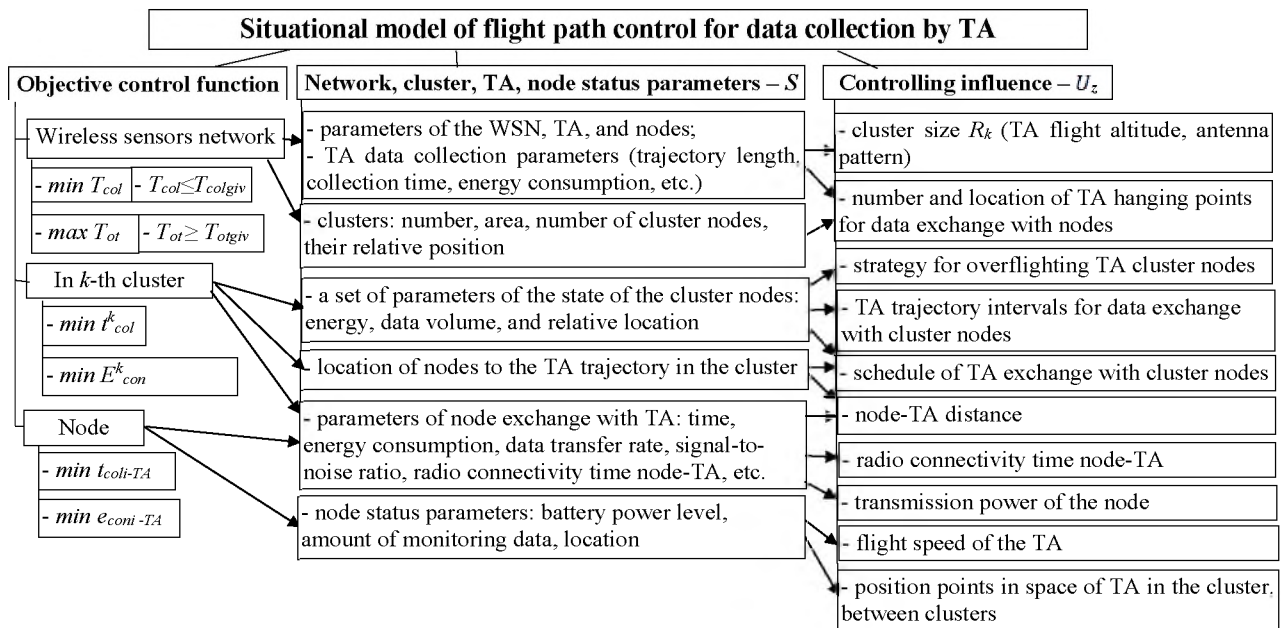 Situational model of flight path control for data collection by TA
Objective control function
Wireless sensors network
- min T_col
- T_col≤T_colgiv
- max T_ot
- T_ot≥ T_otgiv
In k-th cluster
- min t^k_col
- min E^k_con
Node
- min t_coli-TA
- min e_coni -TA
Network, cluster, TA, node status parameters – S
- parameters of the WSN, TA, and nodes;
- TA data collection parameters (trajectory length,
collection time, energy consumption, etc.)
- clusters: number, area, number of cluster nodes,
their relative position
- a set of parameters of the state of the cluster nodes:
energy, data volume, and relative location
- location of nodes to the TA trajectory in the cluster
- parameters of node exchange with TA: time,
energy consumption, data transfer rate, signal-to-
noise ratio, radio connectivity time node-TA, etc.
- node status parameters: battery power level,
amount of monitoring data, location
Controlling influence – U_z
- cluster size R_k (TA flight altitude, antenna
pattern)
- number and location of TA hanging points
for data exchange with nodes
- strategy for overflighting TA cluster nodes
- TA trajectory intervals for data exchange
with cluster nodes
- schedule of TA exchange with cluster nodes
- node-TA distance
- radio connectivity time node-TA
- transmission power of the node
- flight speed of the TA
- position points in space of TA in the cluster,
between clusters